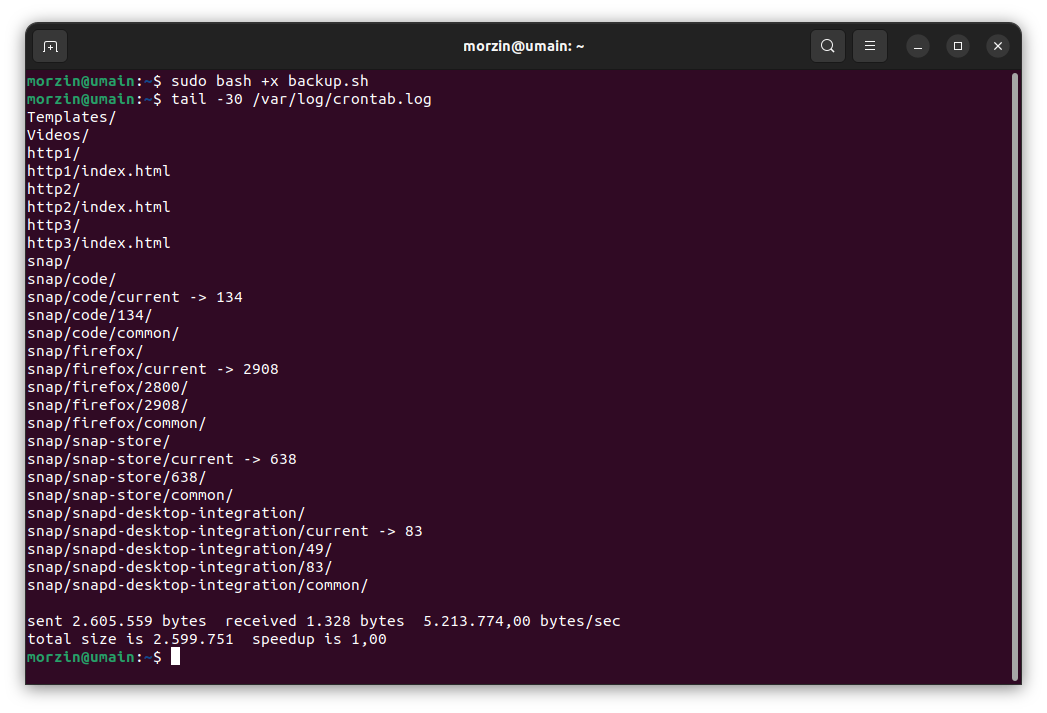 morzin@umain: ~
morzin@umain:~$ sudo bash +x backup.sh
morzin@umain:~$ tail -30 /var/log/crontab.log
Templates/
Videos/
http1/
http1/index.html
http2/
http2/index.html
http3/
http3/index.html
snap/
snap/code/
snap/code/current -> 134
snap/code/134/
snap/code/common/
snap/firefox/
snap/firefox/current -> 2908
snap/firefox/2800/
snap/firefox/2908/
snap/firefox/common/
snap/snap-store/
snap/snap-store/current -> 638
snap/snap-store/638/
snap/snap-store/common/
snap/snapd-desktop-integration/
snap/snapd-desktop-integration/current -> 83
snap/snapd-desktop-integration/49/
snap/snapd-desktop-integration/83/
snap/snapd-desktop-integration/common/
sent 2.605.559 bytes  received 1.328 bytes  5.213.774,00 bytes/sec
total size is 2.599.751  speedup is 1,00
morzin@umain:~$